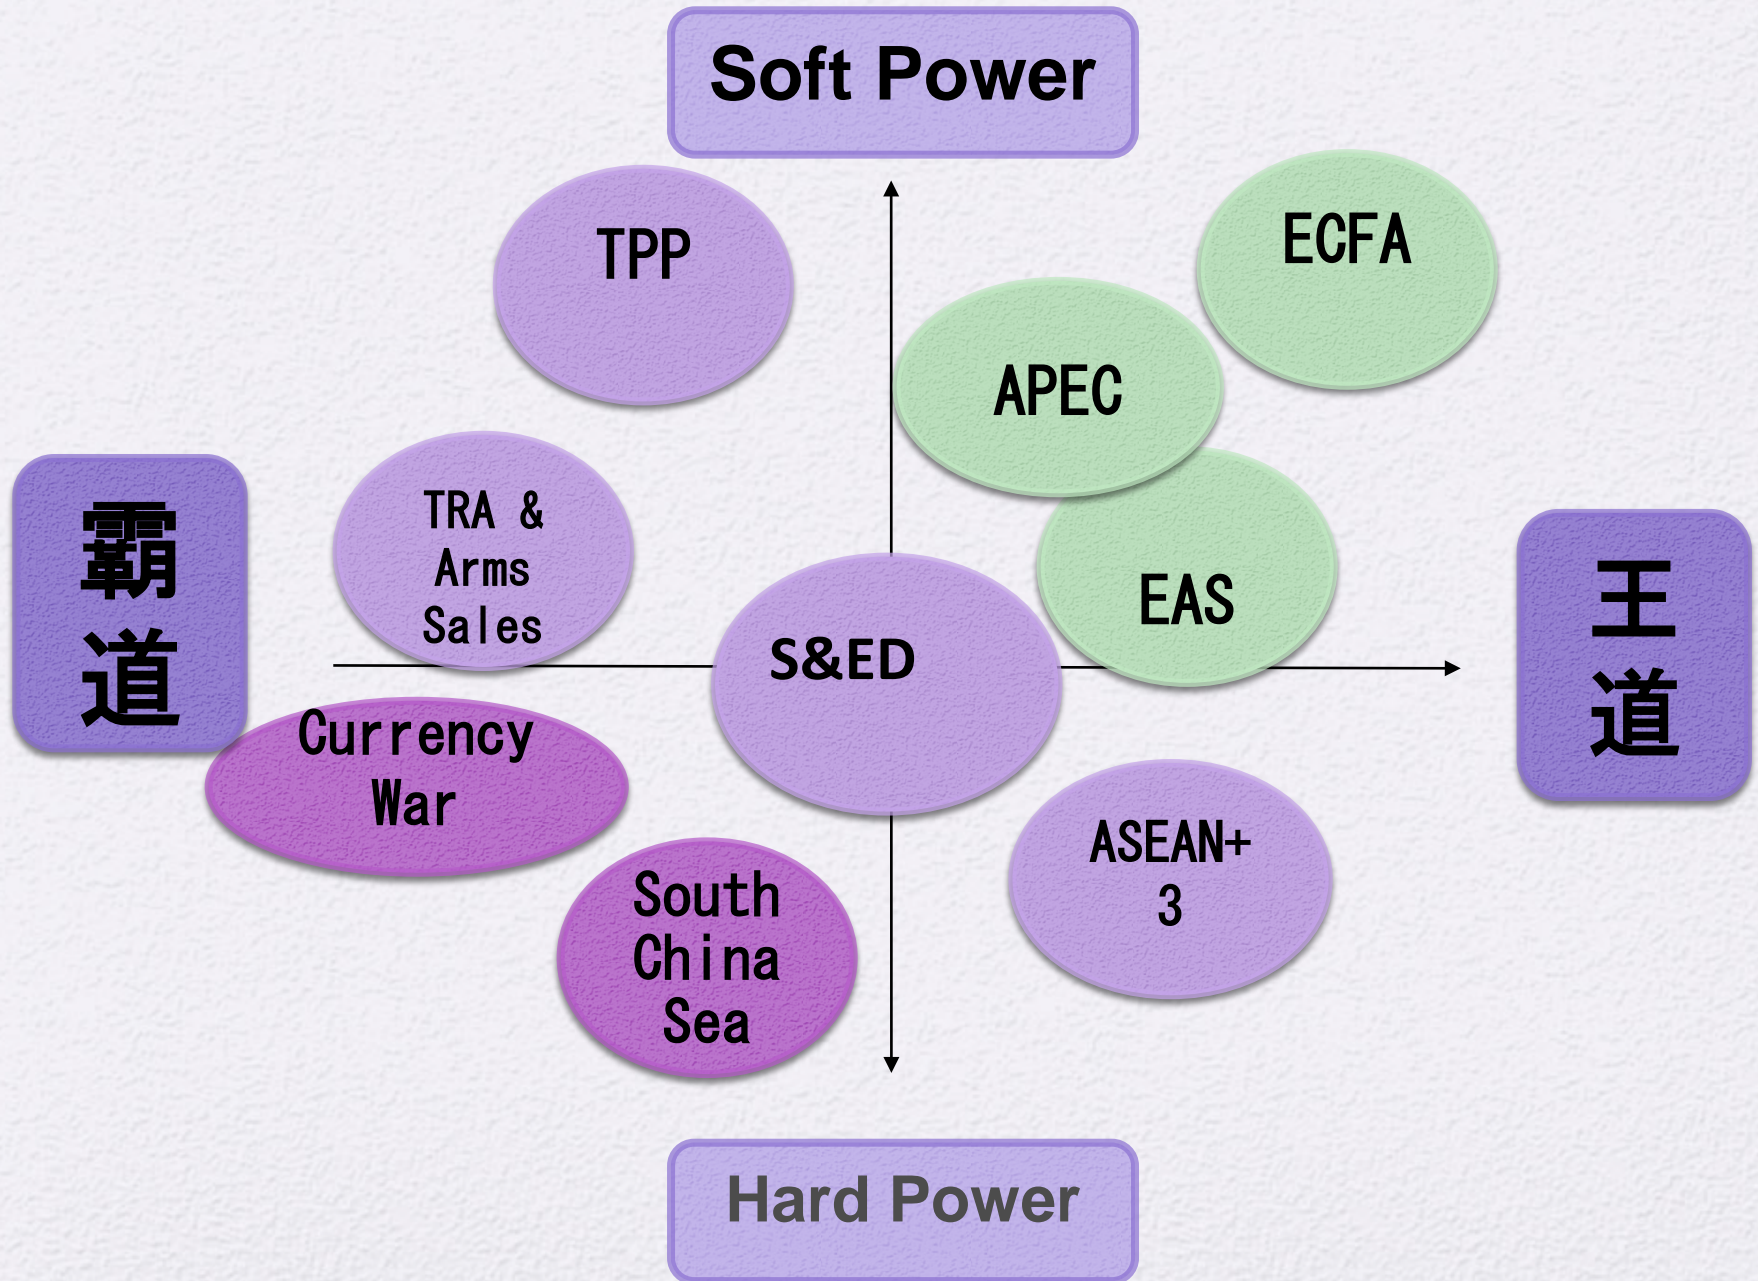 Soft Power
TPP
ECFA
APEC
霸
道
TRA &
Arms
Sales
EAS
王
道
S&ED
Currency
War
ASEAN+
3
South
China
Sea
Hard Power